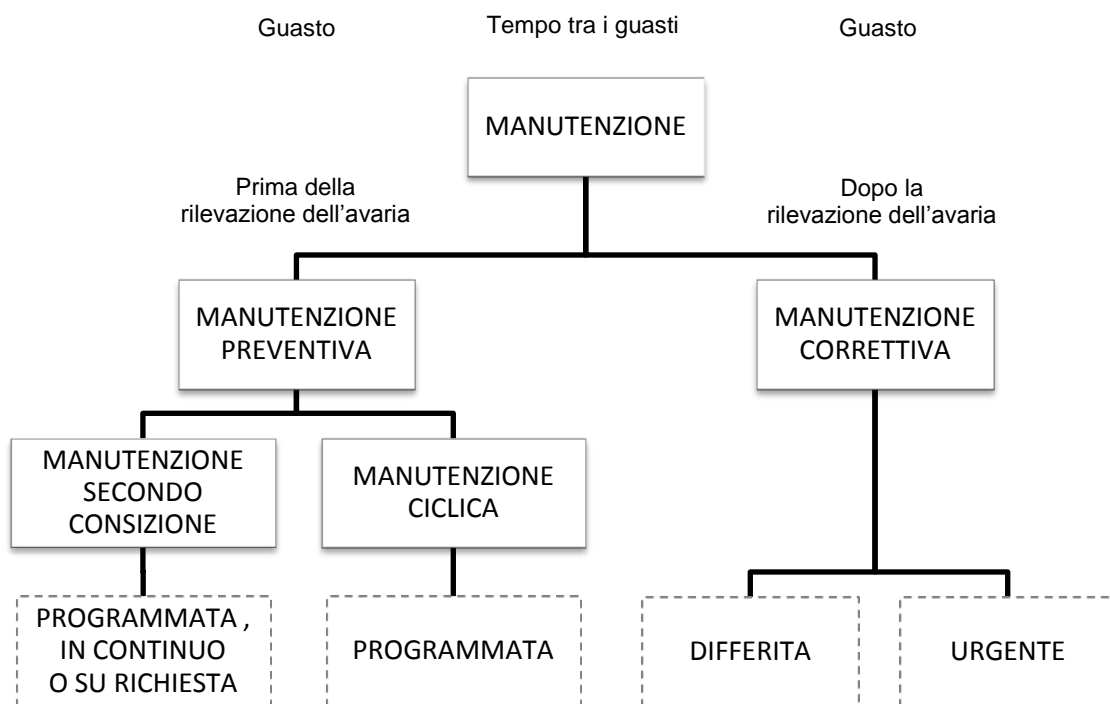 Guasto Tempo tra i guasti Guasto
MANUTENZIONE
Prima della
rilevazione dell'avaria
Dopo la
rilevazione dell'avaria
MANUTENZIONE
PREVENTIVA
MANUTENZIONE
CORRETTIVA
MANUTENZIONE
SECONDO
CONSIZIONE
MANUTENZIONE
CICLICA
PROGRAMMATA ,
IN CONTINUO
O SU RICHIESTA
PROGRAMMATA
DIFFERITA
URGENTE